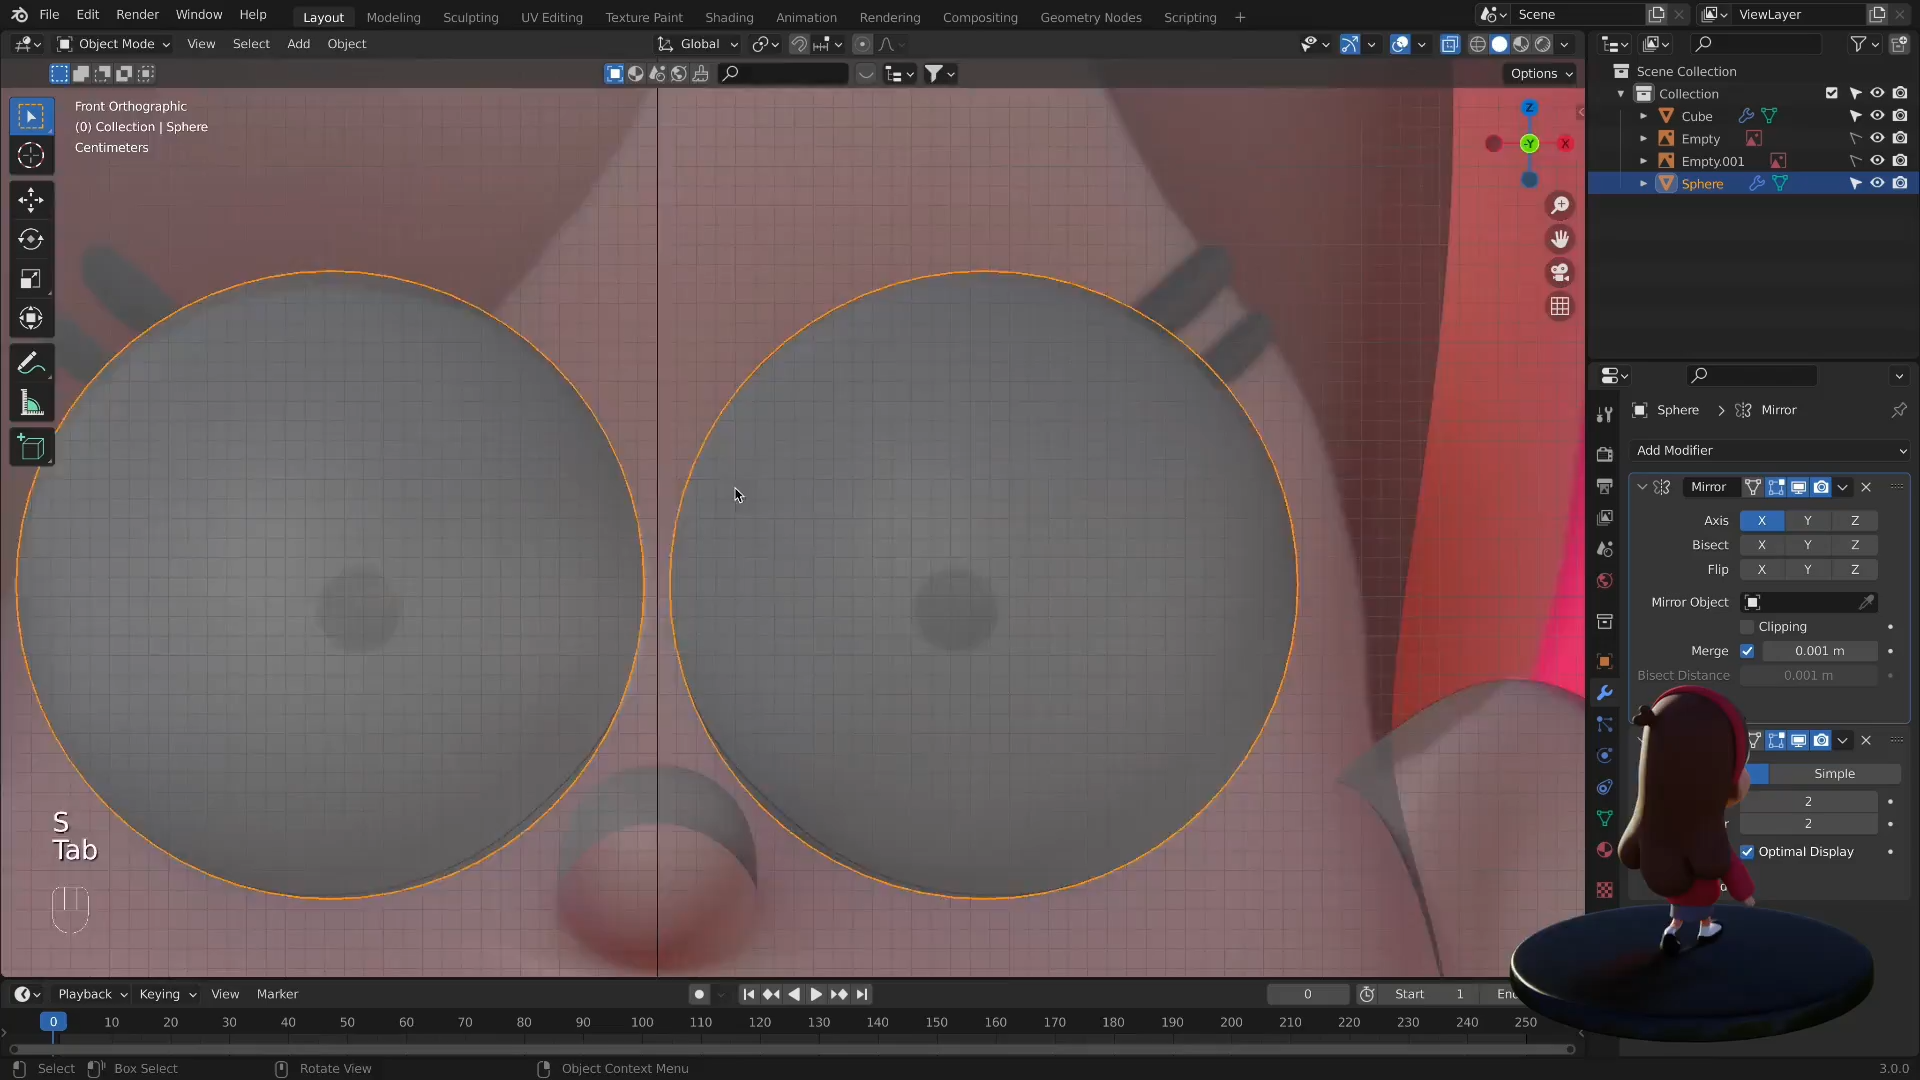 File Edit Render Window Help
Layout Modeling Sculpting UV Editing Texture Paint Shading Animation Rendering Compositing Geometry Nodes Scripting +
Scene
ViewLayer
Object Mode View Select Add Object
Global
Options
Front Orthographic
(0) Collection | Sphere
Centimeters
Z
-Y
X
Scene Collection
Collection
Cube
Empty
Empty.001
Sphere
Sphere > Mirror
Add Modifier
Mirror
Axis X Y Z
Bisect X Y Z
Flip X Y Z
Mirror Object
Clipping
Merge 0.001 m
Bisect Distance 0.001 m
Simple
2
r 2
Optimal Display
S
Tab
Playback Keying View Marker
0 Start 1
0 10 20 30 40 50 60 70 80 90 100 110 120 130 140 150 160 170 180 190 200 210 220 230 240 250
Select Box Select Rotate View Object Context Menu 3.0.0